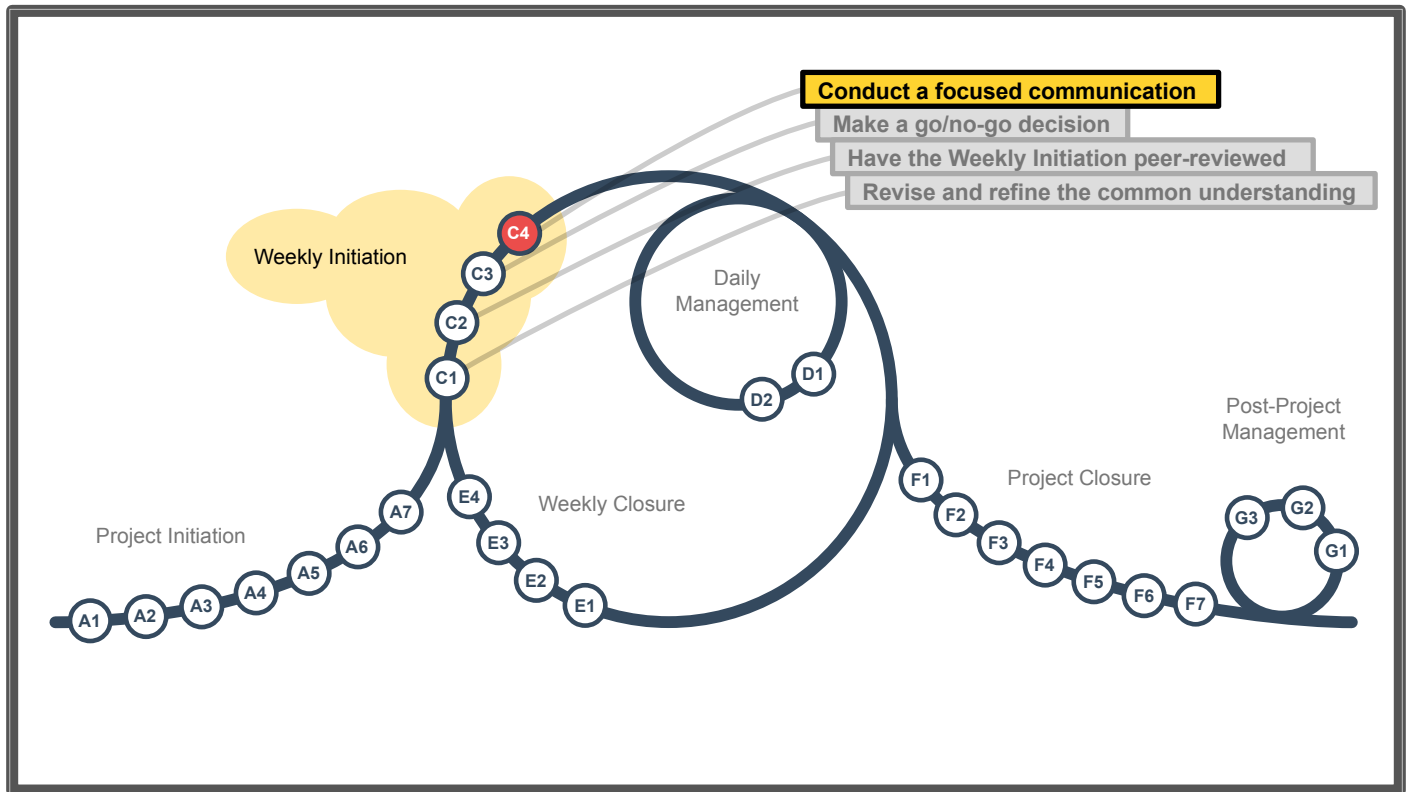 Conduct a focused communication
Make a go/no-go decision
Have the Weekly Initiation peer-reviewed
Revise and refine the common understanding
Weekly Initiation
C4
C3
C2
C1
Daily
Management
D1
D2
Post-Project
Management
Project Closure
Weekly Closure
Project Initiation
A1
A2
A3
A4
A5
A6
A7
E4
E3
E2
E1
F1
F2
F3
F4
F5
F6
F7
G3
G2
G1